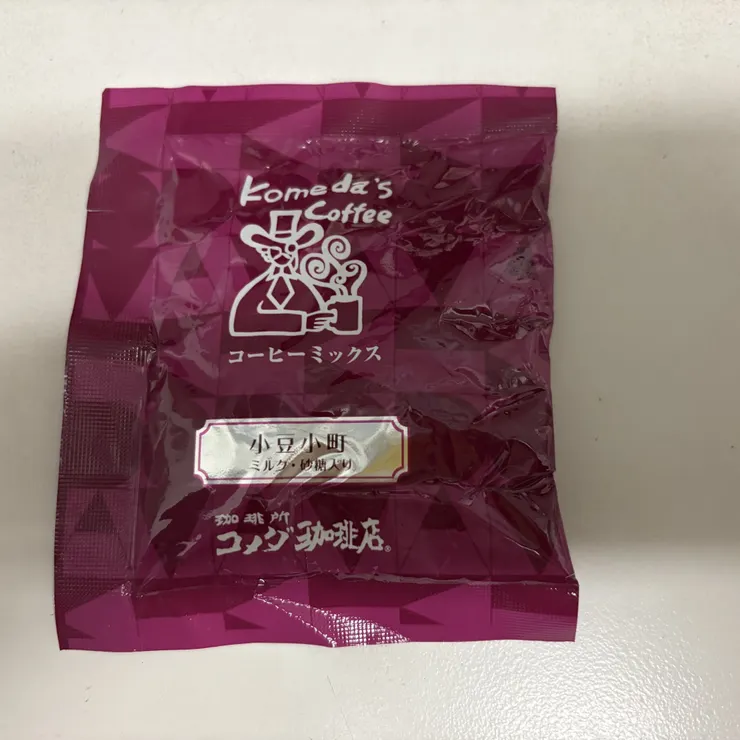 Komeda's
Coffee
コーヒーミックス
小豆小町
ミルク・砂糖入り
珈琲所
コメダ珈琲店®